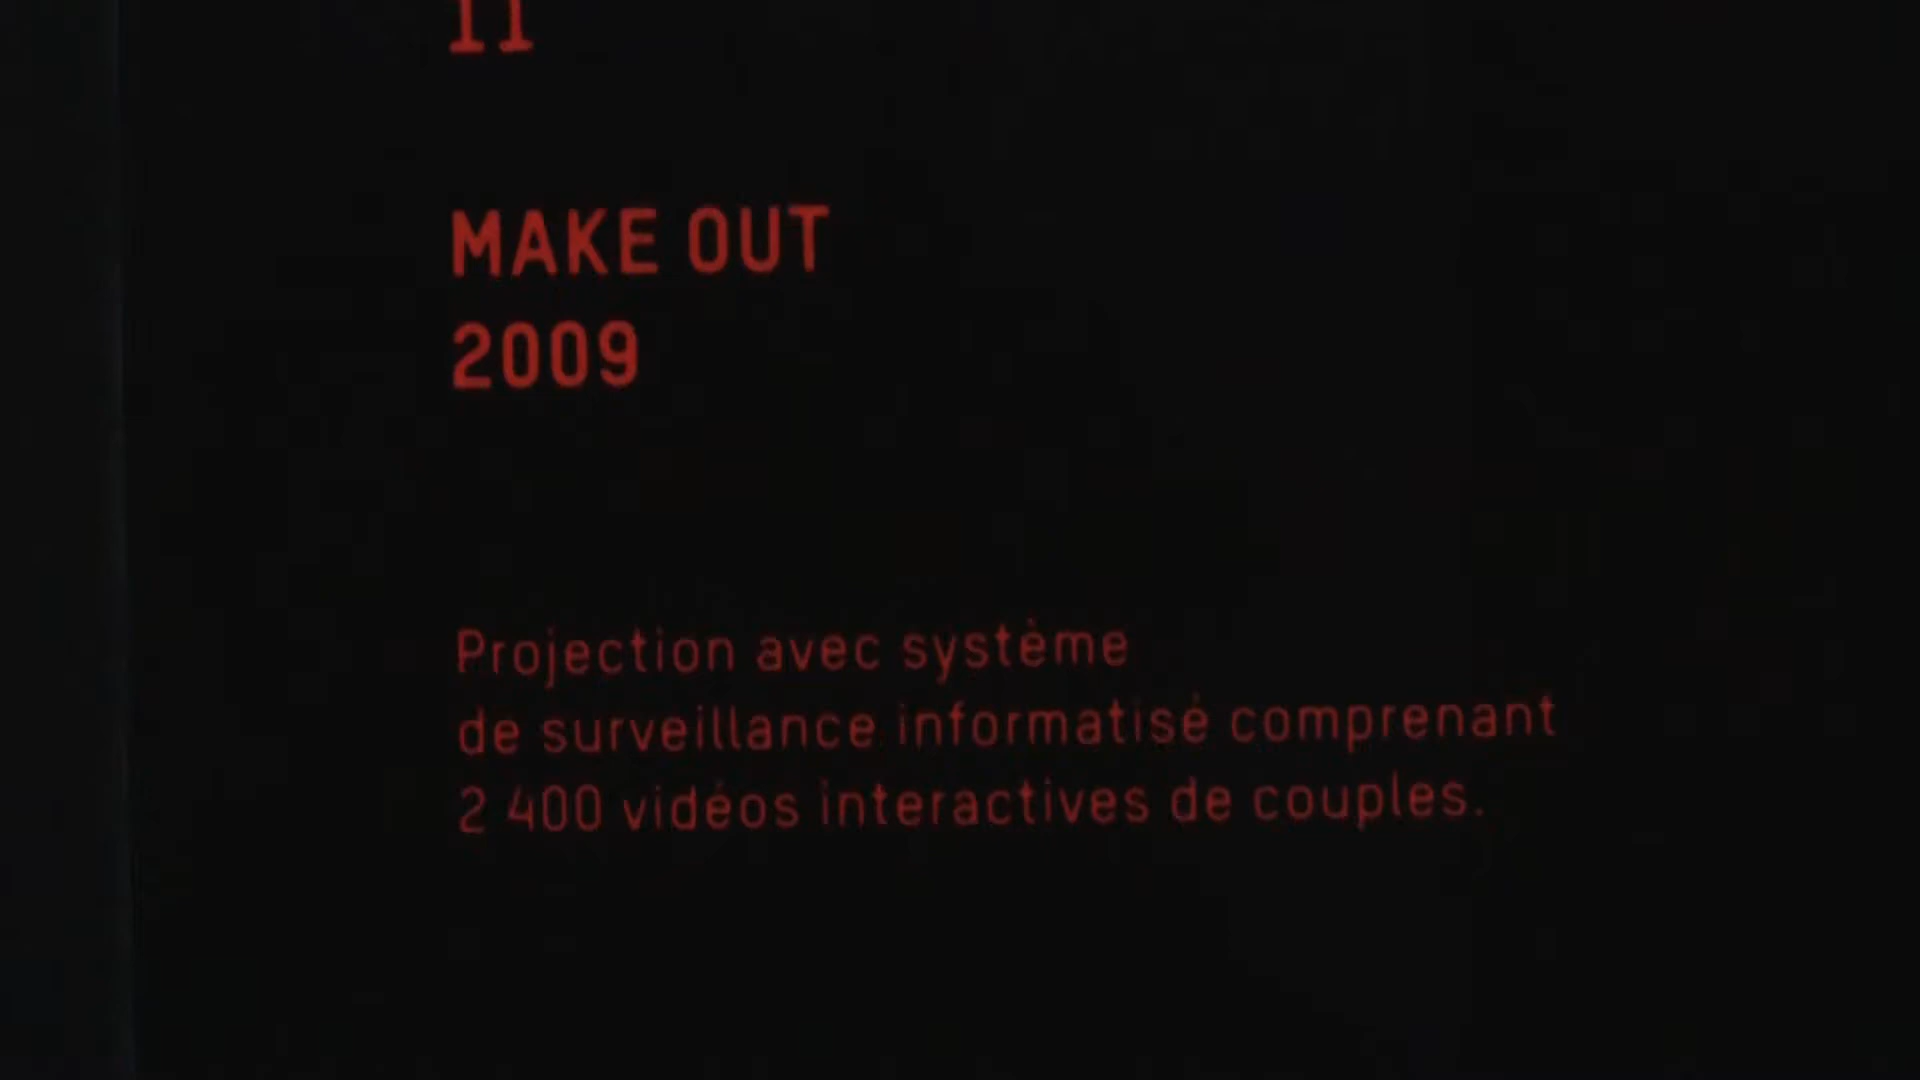 11
MAKE OUT
2009
Projection avec système
de surveillance informatisé comprenant
2 400 vidéos interactives de couples.